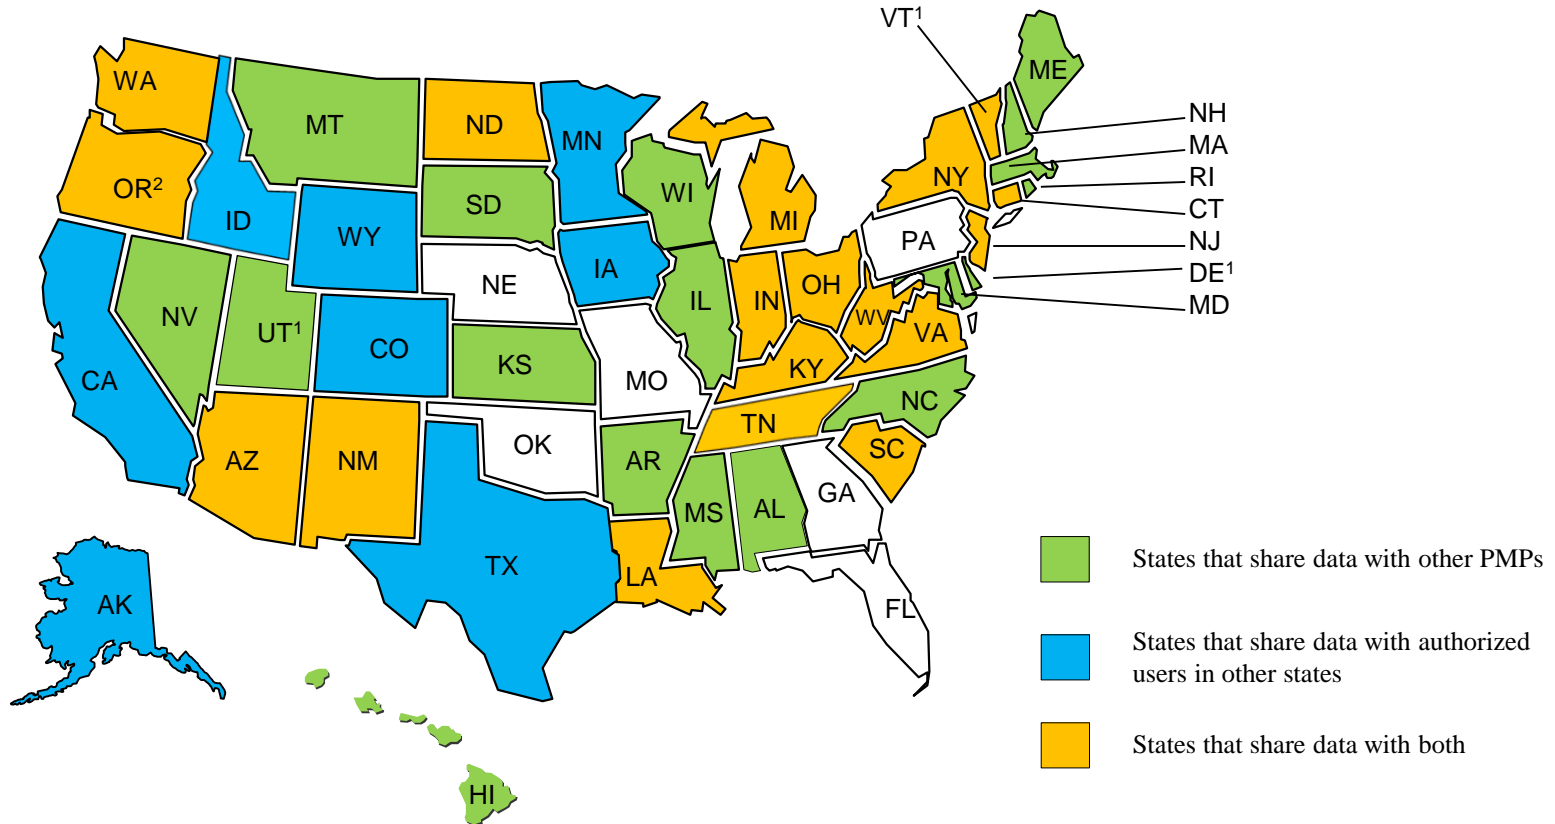 VT¹
ME
WA
MT
ND
MN
NH
MA
OR²
ID
SD
WI
NY
RI
WY
MI
CT
PA
NJ
NE
IA
DE¹
NV
UT¹
IL
IN
OH
MD
WV
VA
CO
KS
KY
CA
MO
NC
TN
AZ
NM
OK
AR
SC
GA
MS
AL
TX
LA
States that share data with other PMPs
AK
FL
States that share data with authorized
users in other states
States that share data with both
HI